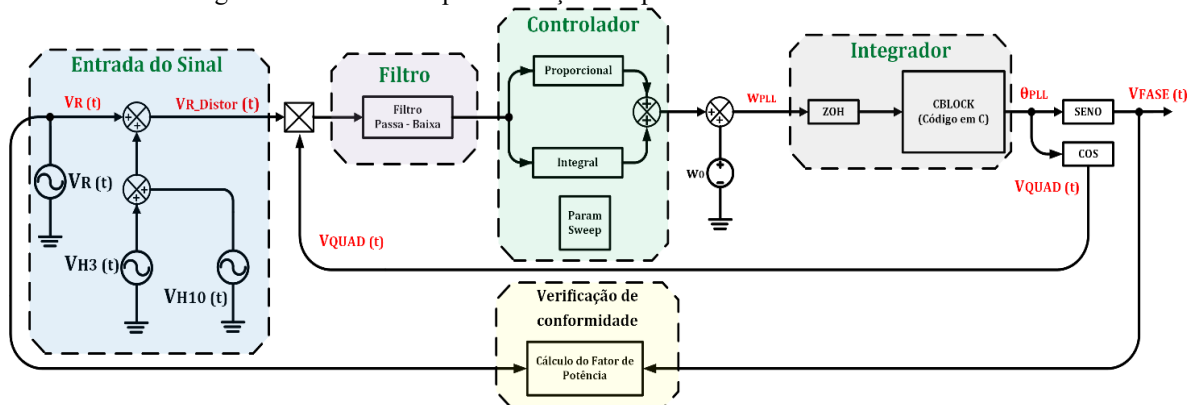 Entrada do Sinal
VR (t)
VR_Distor (t)
VR (t)
VH3 (t)
VH10 (t)
Filtro
Filtro
Passa - Baixa
Controlador
Proporcional
Integral
Param
Sweep
wPLL
w0
Integrador
ZOH
CBLOCK
(Código em C)
θPLL
SENO
VFASE (t)
COS
VQUAD (t)
VQUAD (t)
Verificação de
conformidade
Cálculo do Fator de
Potência